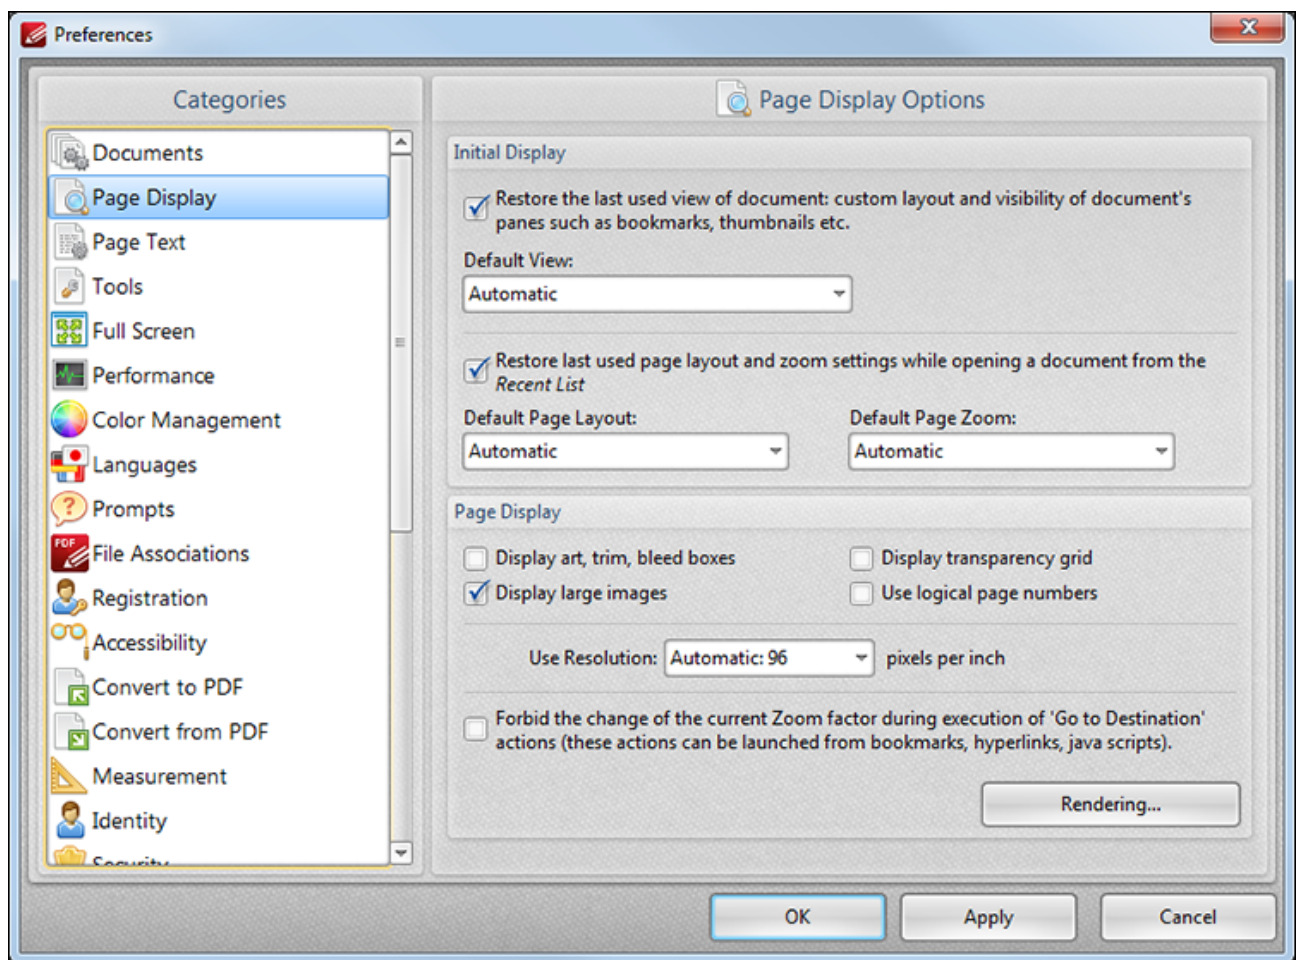 Preferences
Categories
Documents
Page Display
Page Text
Tools
Full Screen
Performance
Color Management
Languages
Prompts
PDF
File Associations
Registration
Accessibility
Convert to PDF
Convert from PDF
Measurement
Identity
Security
Page Display Options
Initial Display
Restore the last used view of document: custom layout and visibility of document's
panes such as bookmarks, thumbnails etc.
Default View:
Automatic
Restore last used page layout and zoom settings while opening a document from the
Recent List
Default Page Layout:
Default Page Zoom:
Automatic
Automatic
Page Display
Display art, trim, bleed boxes
Display transparency grid
Display large images
Use logical page numbers
Use Resolution: Automatic: 96 pixels per inch
Forbid the change of the current Zoom factor during execution of 'Go to Destination'
actions (these actions can be launched from bookmarks, hyperlinks, java scripts).
Rendering...
OK
Apply
Cancel